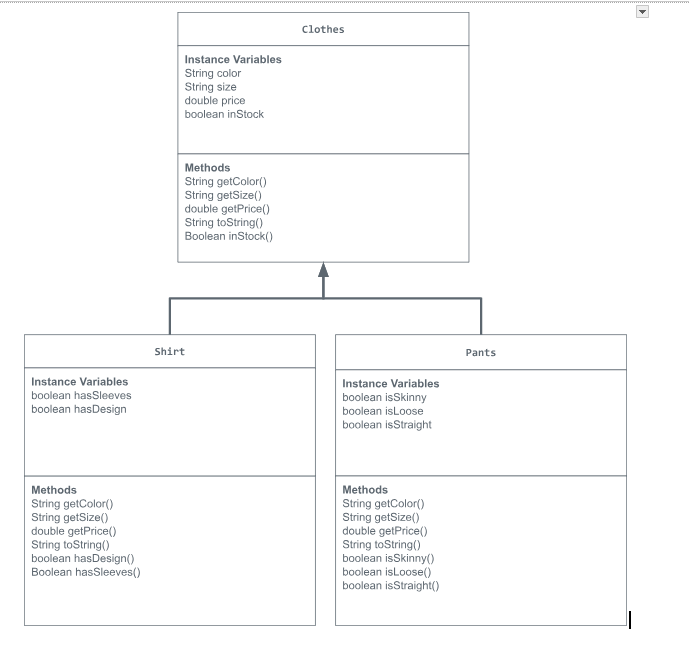 Clothes
Instance Variables
String color
String size
double price
boolean inStock
Methods
String getColor()
String getSize()
double getPrice()
String toString()
Boolean inStock()
Shirt
Instance Variables
boolean hasSleeves
boolean hasDesign
Methods
String getColor()
String getSize()
double getPrice()
String toString()
boolean hasDesign()
Boolean hasSleeves()
Pants
Instance Variables
boolean isSkinny
boolean isLoose
boolean isStraight
Methods
String getColor()
String getSize()
double getPrice()
String toString()
boolean isSkinny()
boolean isLoose()
boolean isStraight()